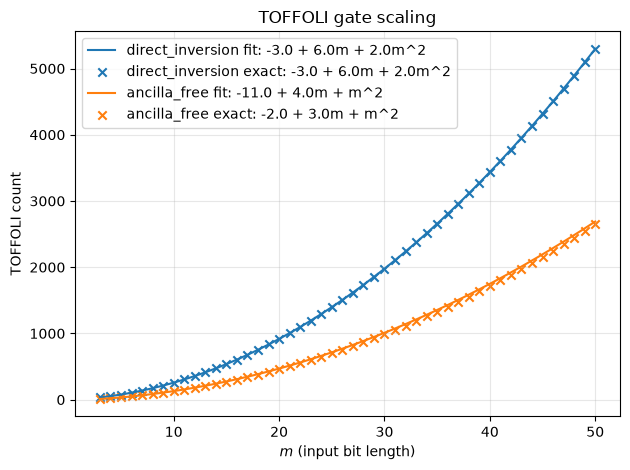 TOFFOLI gate scaling
direct_inversion fit: -3.0 + 6.0m + 2.0m^2
direct_inversion exact: -3.0 + 6.0m + 2.0m^2
ancilla_free fit: -11.0 + 4.0m + m^2
ancilla_free exact: -2.0 + 3.0m + m^2
TOFFOLI count
5000
4000
3000
2000
1000
0
10
20
30
40
50
m (input bit length)